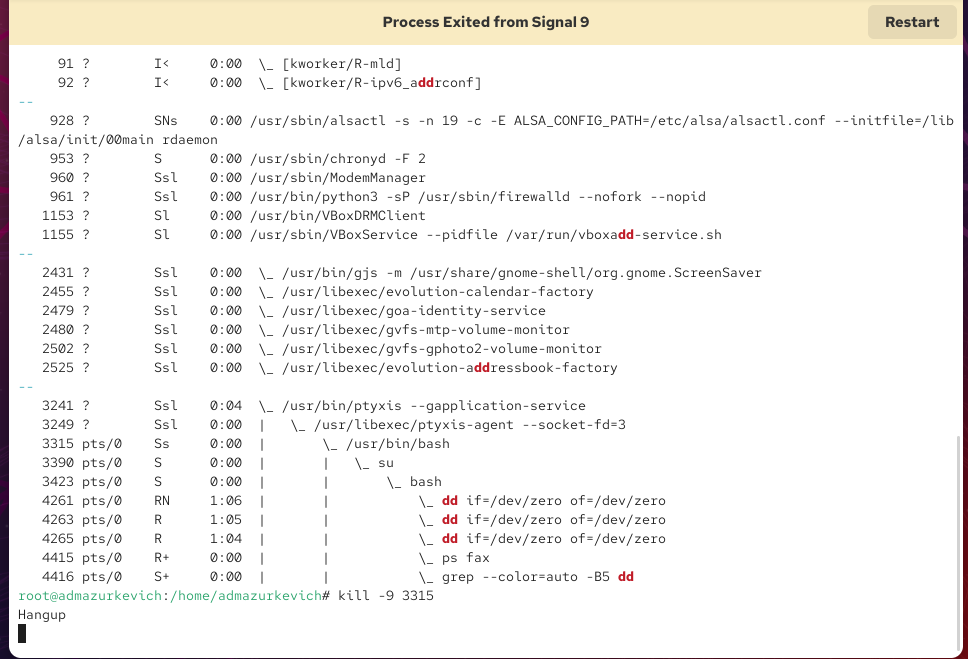 Process Exited from Signal 9
Restart
91 ? I< 0:00 \_ [kworker/R-mld]
92 ? I< 0:00 \_ [kworker/R-ipv6_addrconf]
--
928 ? SNs 0:00 /usr/sbin/alsactl -s -n 19 -c -E ALSA_CONFIG_PATH=/etc/alsa/alsactl.conf --initfile=/lib
/alsa/init/00main rdaemon
953 ? S 0:00 /usr/sbin/chronyd -F 2
960 ? Ssl 0:00 /usr/sbin/ModemManager
961 ? Ssl 0:00 /usr/bin/python3 -sP /usr/sbin/firewalld --nofork --nopid
1153 ? Sl 0:00 /usr/bin/VBoxDRMClient
1155 ? Sl 0:00 /usr/sbin/VBoxService --pidfile /var/run/vboxadd-service.sh
--
2431 ? Ssl 0:00 \_ /usr/bin/gjs -m /usr/share/gnome-shell/org.gnome.ScreenSaver
2455 ? Ssl 0:00 \_ /usr/libexec/evolution-calendar-factory
2479 ? Ssl 0:00 \_ /usr/libexec/goa-identity-service
2480 ? Ssl 0:00 \_ /usr/libexec/gvfs-mtp-volume-monitor
2502 ? Ssl 0:00 \_ /usr/libexec/gvfs-gphoto2-volume-monitor
2525 ? Ssl 0:00 \_ /usr/libexec/evolution-addressbook-factory
--
3241 ? Ssl 0:04 \_ /usr/bin/ptyxis --gapplication-service
3249 ? Ssl 0:00 | \_ /usr/libexec/ptyxis-agent --socket-fd=3
3315 pts/0 Ss 0:00 | \_ /usr/bin/bash
3390 pts/0 S 0:00 | | \_ su
3423 pts/0 S 0:00 | | \_ bash
4261 pts/0 RN 1:06 | | \_ dd if=/dev/zero of=/dev/zero
4263 pts/0 R 1:05 | | \_ dd if=/dev/zero of=/dev/zero
4265 pts/0 R 1:04 | | \_ dd if=/dev/zero of=/dev/zero
4415 pts/0 R+ 0:00 | | \_ ps fax
4416 pts/0 S+ 0:00 | | \_ grep --color=auto -B5 dd
root@admazurkevich:/home/admazurkevich# kill -9 3315
Hangup